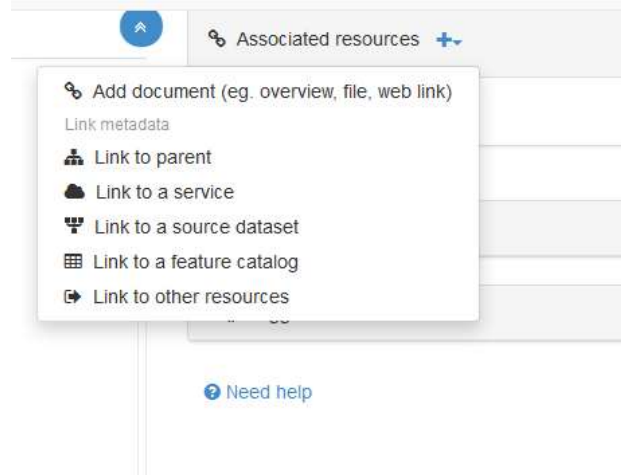 Associated resources
Add document (eg. overview, file, web link)
Link metadata
Link to parent
Link to a service
Link to a source dataset
Link to a feature catalog
Link to other resources
Need help